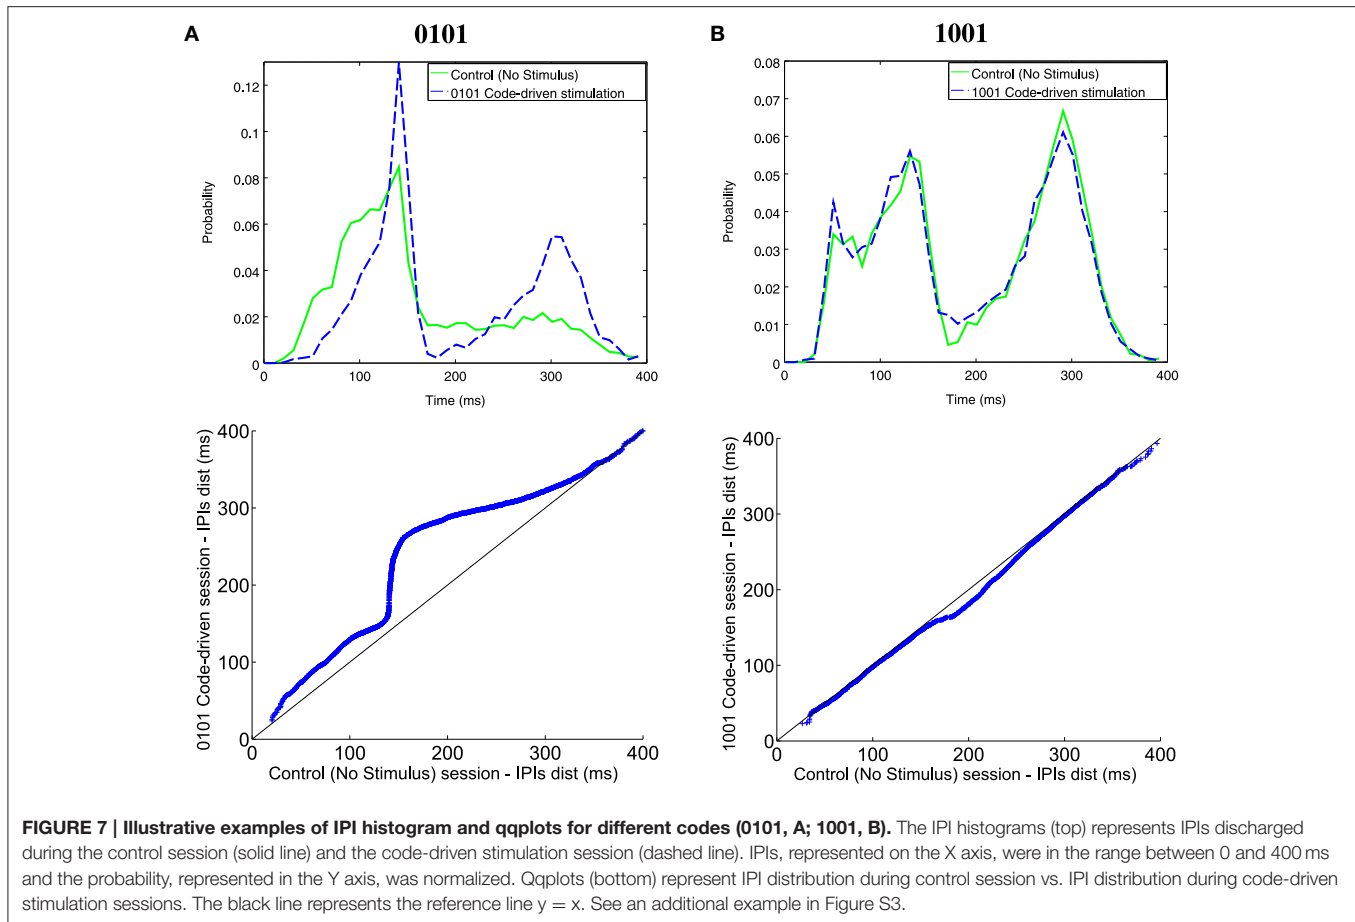 A
0101
Control (No Stimulus)
0101 Code-driven stimulation
0.12
0.1
0.08
0.06
0.04
0.02
0
Probability
0 100 200 300 400
Time (ms)
B
1001
Control (No Stimulus)
1001 Code-driven stimulation
0.08
0.07
0.06
0.05
0.04
0.03
0.02
0.01
0
Probability
0 100 200 300 400
Time (ms)
400
300
200
100
0
0101 Code-driven session - IPIs dist (ms)
0 100 200 300 400
Control (No Stimulus) session - IPIs dist (ms)
400
300
200
100
0
1001 Code-driven session - IPIs dist (ms)
0 100 200 300 400
Control (No Stimulus) session - IPIs dist (ms)
FIGURE 7 | Illustrative examples of IPI histogram and qqplots for different codes (0101, A; 1001, B). The IPI histograms (top) represents IPIs discharged
during the control session (solid line) and the code-driven stimulation session (dashed line). IPIs, represented on the X axis, were in the range between 0 and 400 ms
and the probability, represented in the Y axis, was normalized. Qqplots (bottom) represent IPI distribution during control session vs. IPI distribution during code-driven
stimulation sessions. The black line represents the reference line y = x. See an additional example in Figure S3.